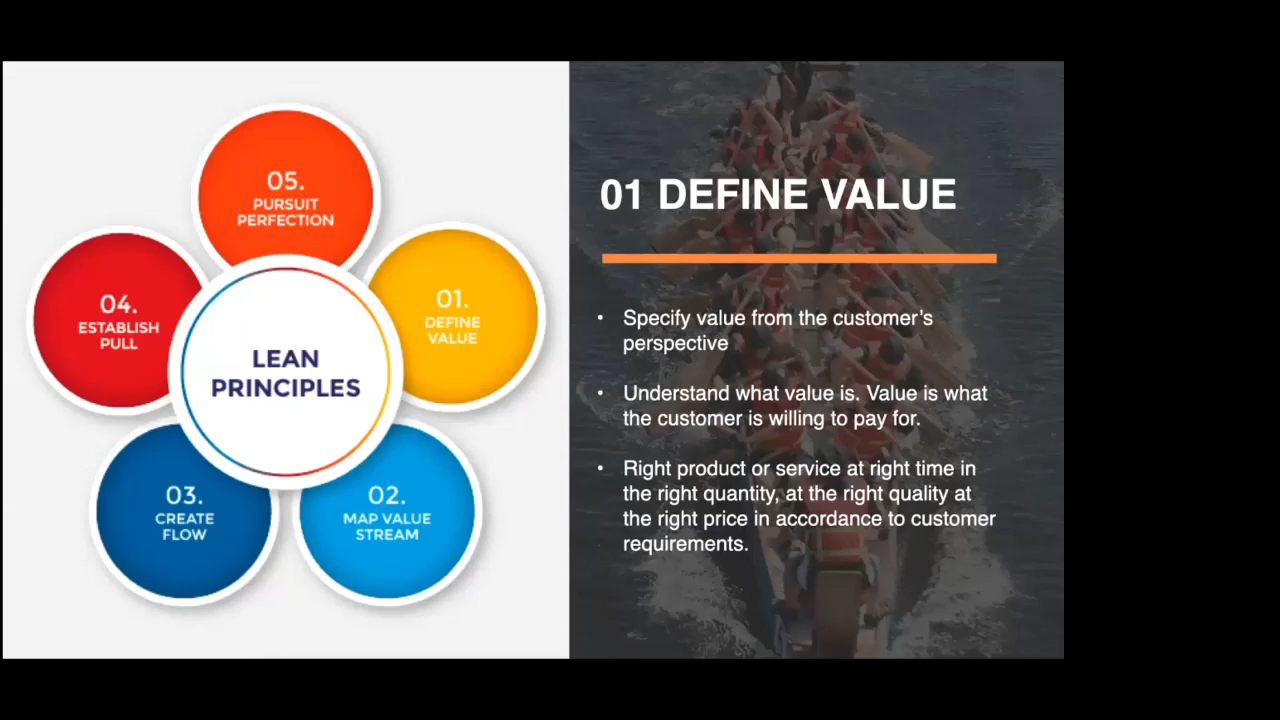 05.
PURSUIT
PERFECTION
04.
ESTABLISH
PULL
01.
DEFINE
VALUE
LEAN
PRINCIPLES
03.
CREATE
FLOW
02.
MAP VALUE
STREAM
01 DEFINE VALUE
• Specify value from the customer's
perspective
• Understand what value is. Value is what
the customer is willing to pay for.
• Right product or service at right time in
the right quantity, at the right quality at
the right price in accordance to customer
requirements.